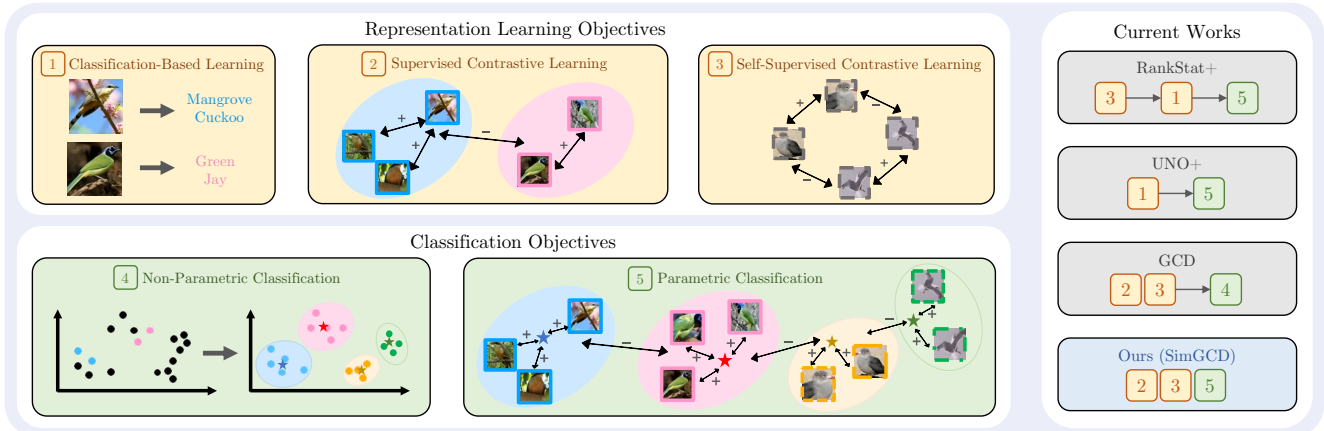 Representation Learning Objectives
1 Classification-Based Learning
Mangrove
Cuckoo
Green
Jay
2 Supervised Contrastive Learning
+
+
−
+
3 Self-Supervised Contrastive Learning
+
−
−
+
Classification Objectives
4 Non-Parametric Classification
5 Parametric Classification
+
+
+
−
+
+
+
−
+
+
−
+
+
Current Works
RankStat+
3 1 5
UNO+
1 5
GCD
2 3 4
Ours (SimGCD)
2 3 5